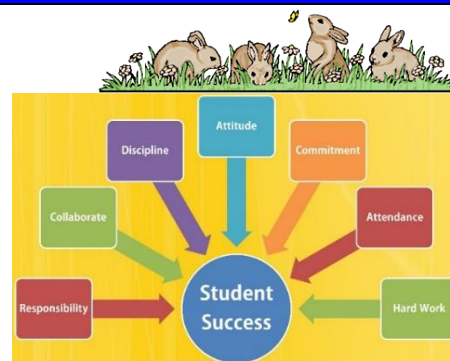 Attitude
Discipline
Commitment
Collaborate
Attendance
Responsibility
Student
Success
Hard Work